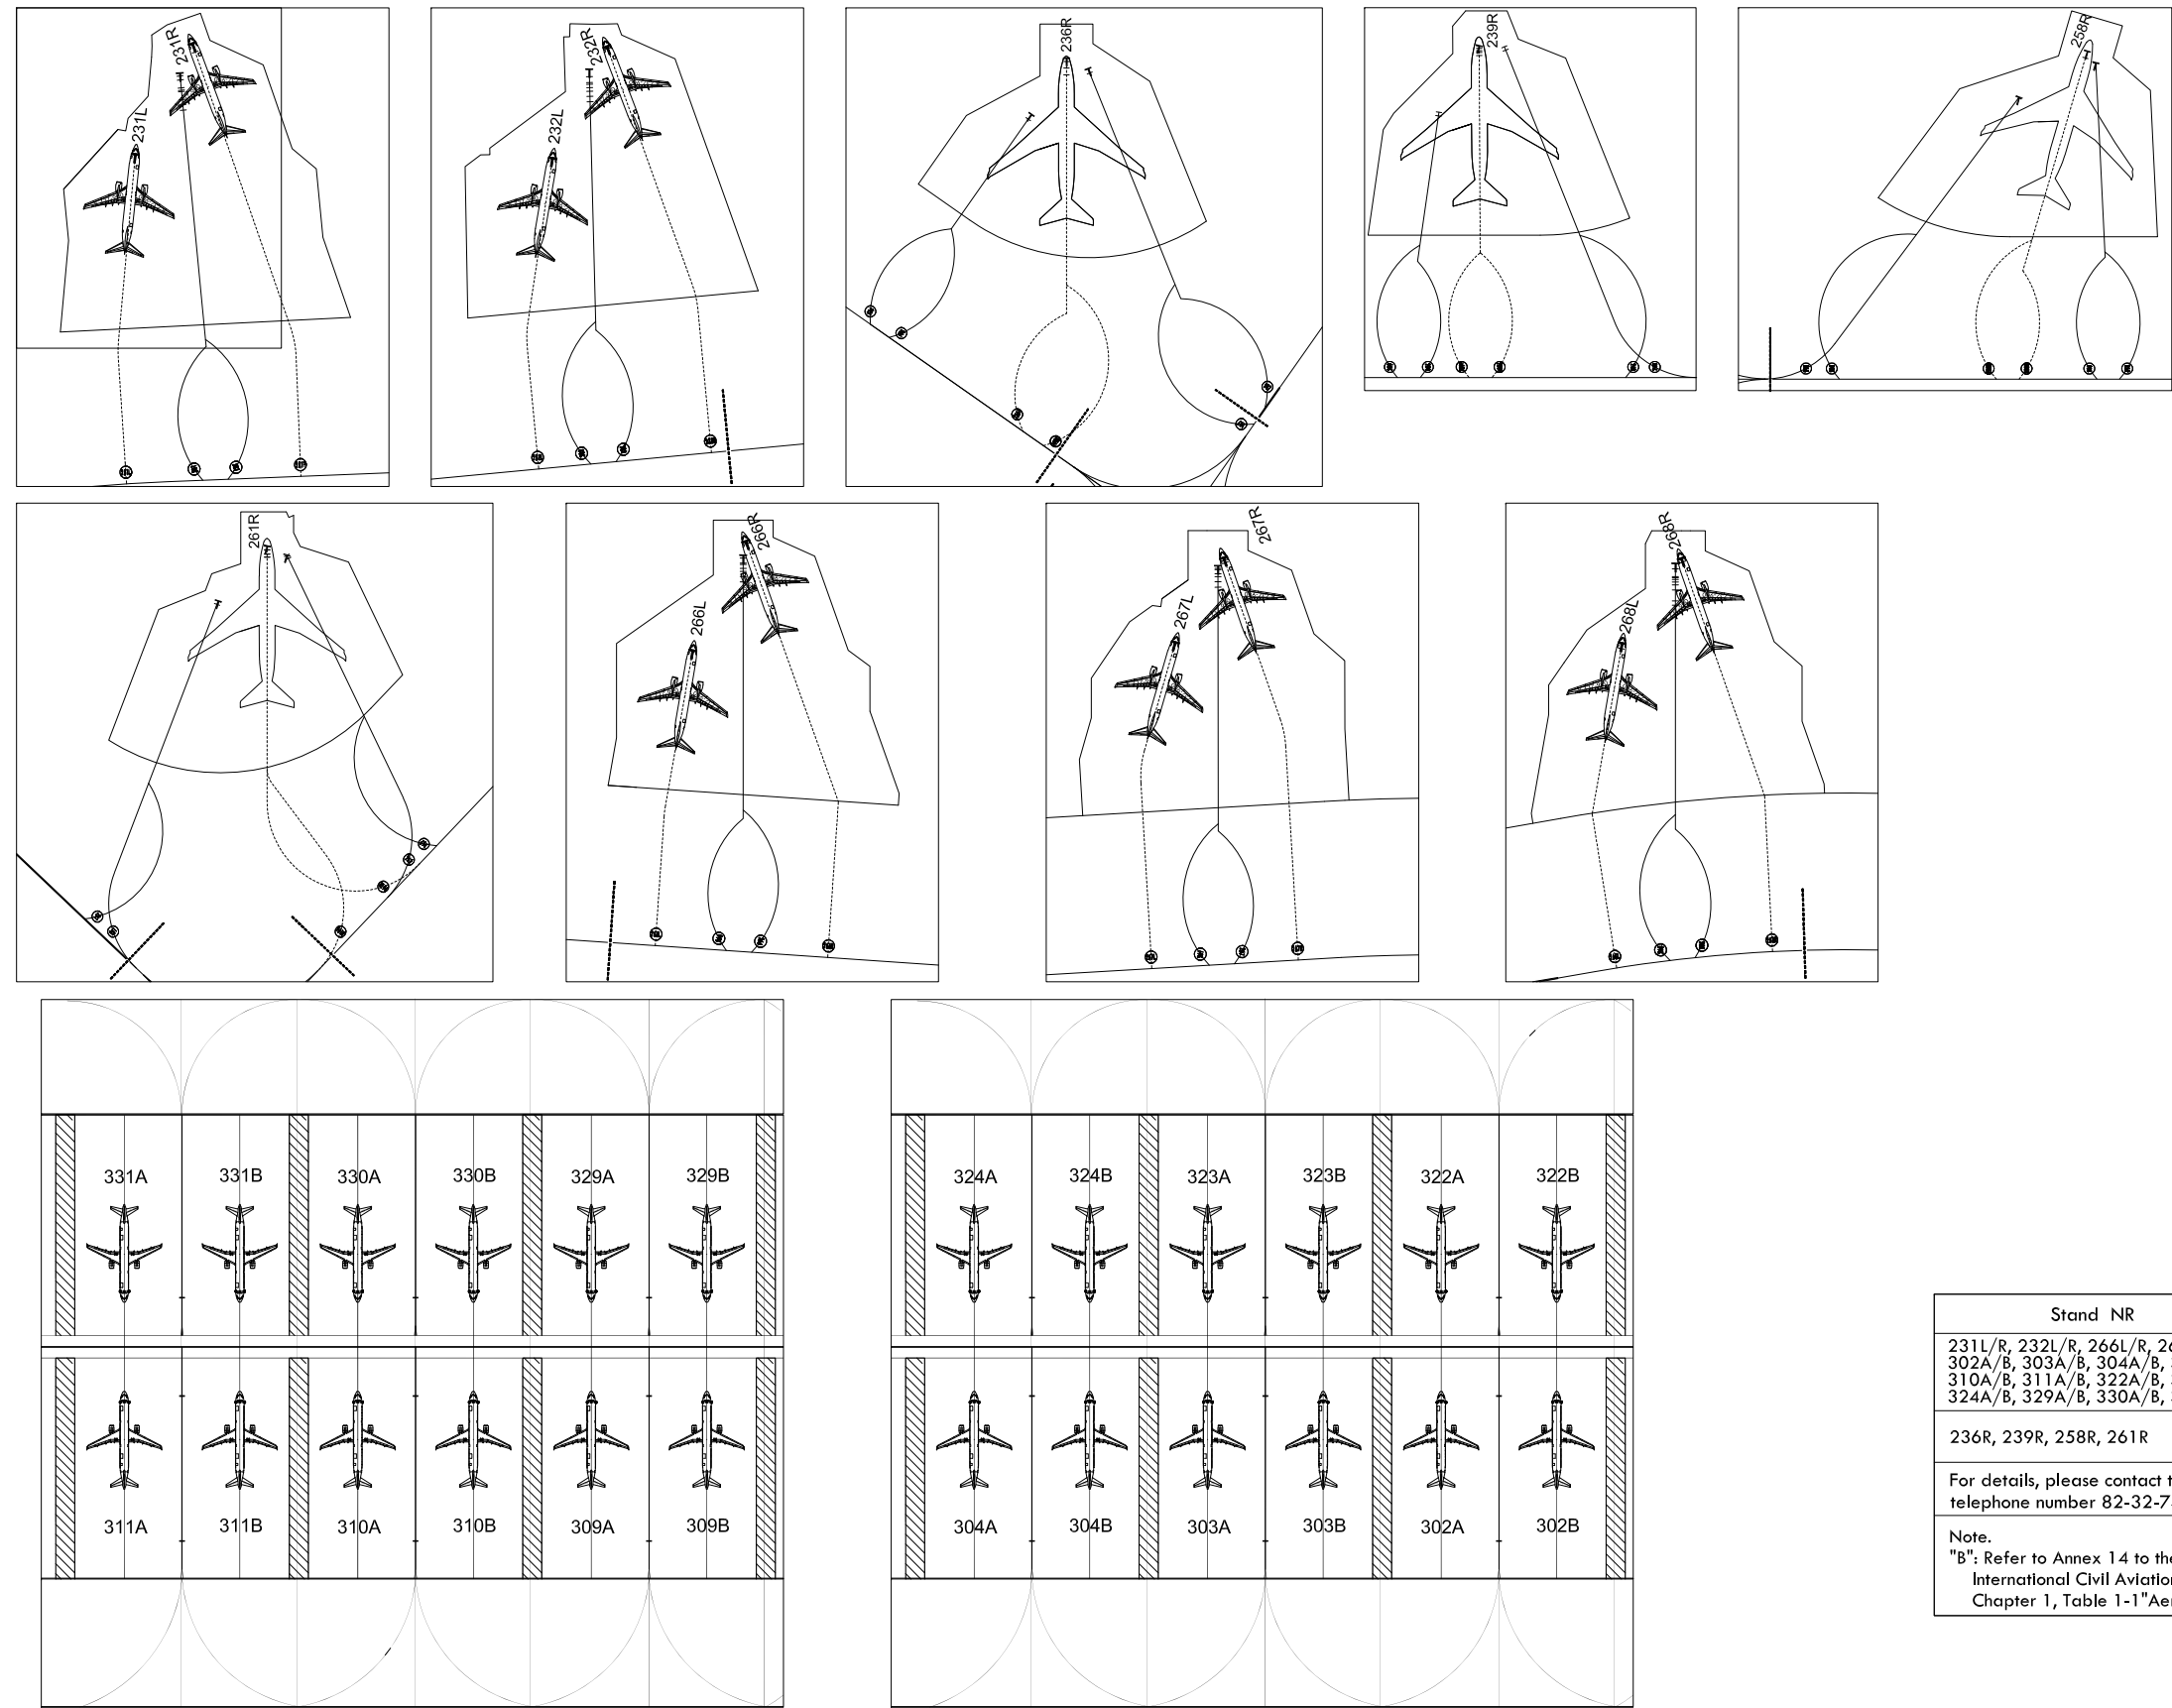 231R
231L
232R
232L
236R
239R
258R
261R
266R
266L
267R
267L
268R
268L
331A 331B 330A 330B 329A 329B
311A 311B 310A 310B 309A 309B
324A 324B 323A 323B 322A 322B
304A 304B 303A 303B 302A 302B
Stand NR
231L/R, 232L/R, 266L/R,
302A/B, 303A/B, 304A/B,
310A/B, 311A/B, 322A/B,
324A/B, 329A/B, 330A/B,
236R, 239R, 258R, 261R
For details, please contact
telephone number 82-32-7
Note.
"B": Refer to Annex 14 to the
International Civil Aviation
Chapter 1, Table 1-1"Aer